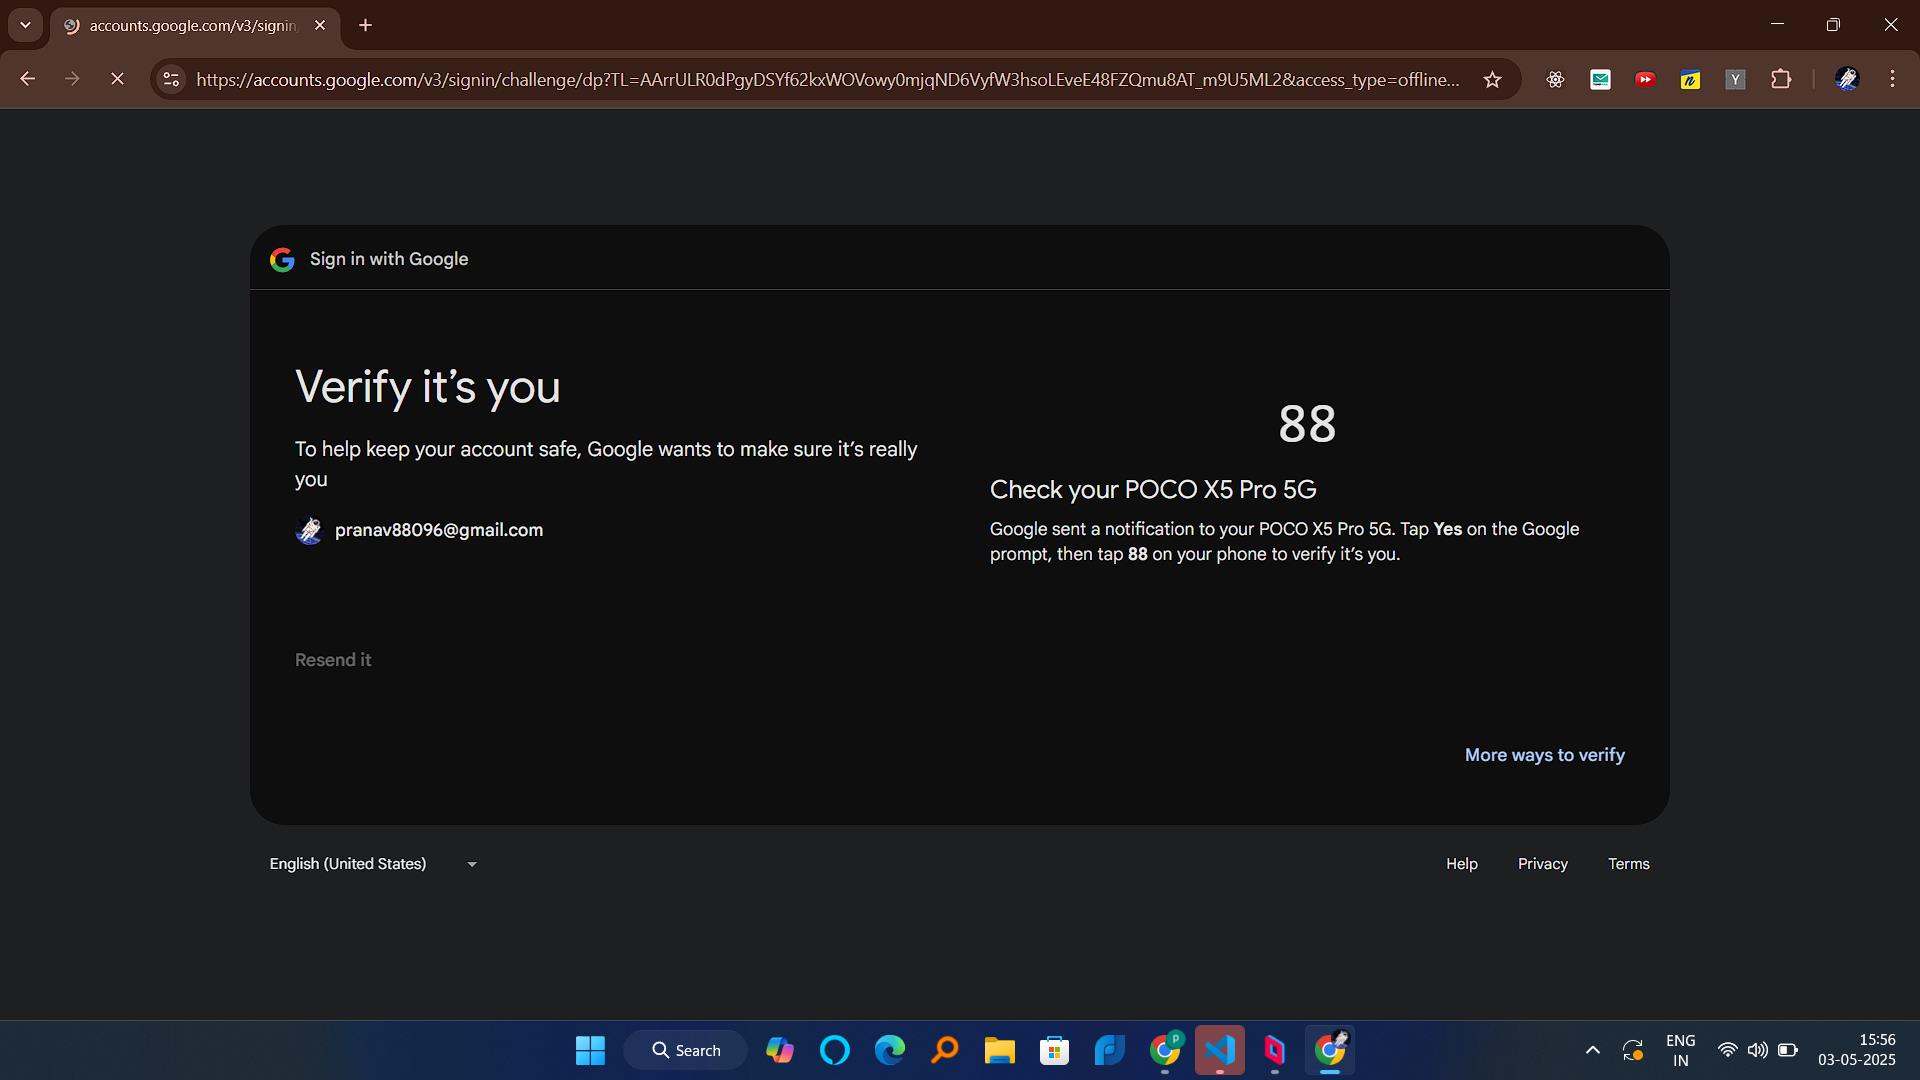 accounts.google.com/v3/signin
https://accounts.google.com/v3/signin/challenge/dp?TL=AArrULR0dPgyDSYf62kxWOVowy0mjqND6VyfW3hsoLEveE48FZQmu8AT_m9U5ML2&access_type=offline...
Sign in with Google
Verify it’s you
To help keep your account safe, Google wants to make sure it’s really
you
pranav88096@gmail.com
Resend it
88
Check your POCO X5 Pro 5G
Google sent a notification to your POCO X5 Pro 5G. Tap Yes on the Google
prompt, then tap 88 on your phone to verify it’s you.
More ways to verify
English (United States)
Help Privacy Terms
Search
ENG
IN
15:56
03-05-2025